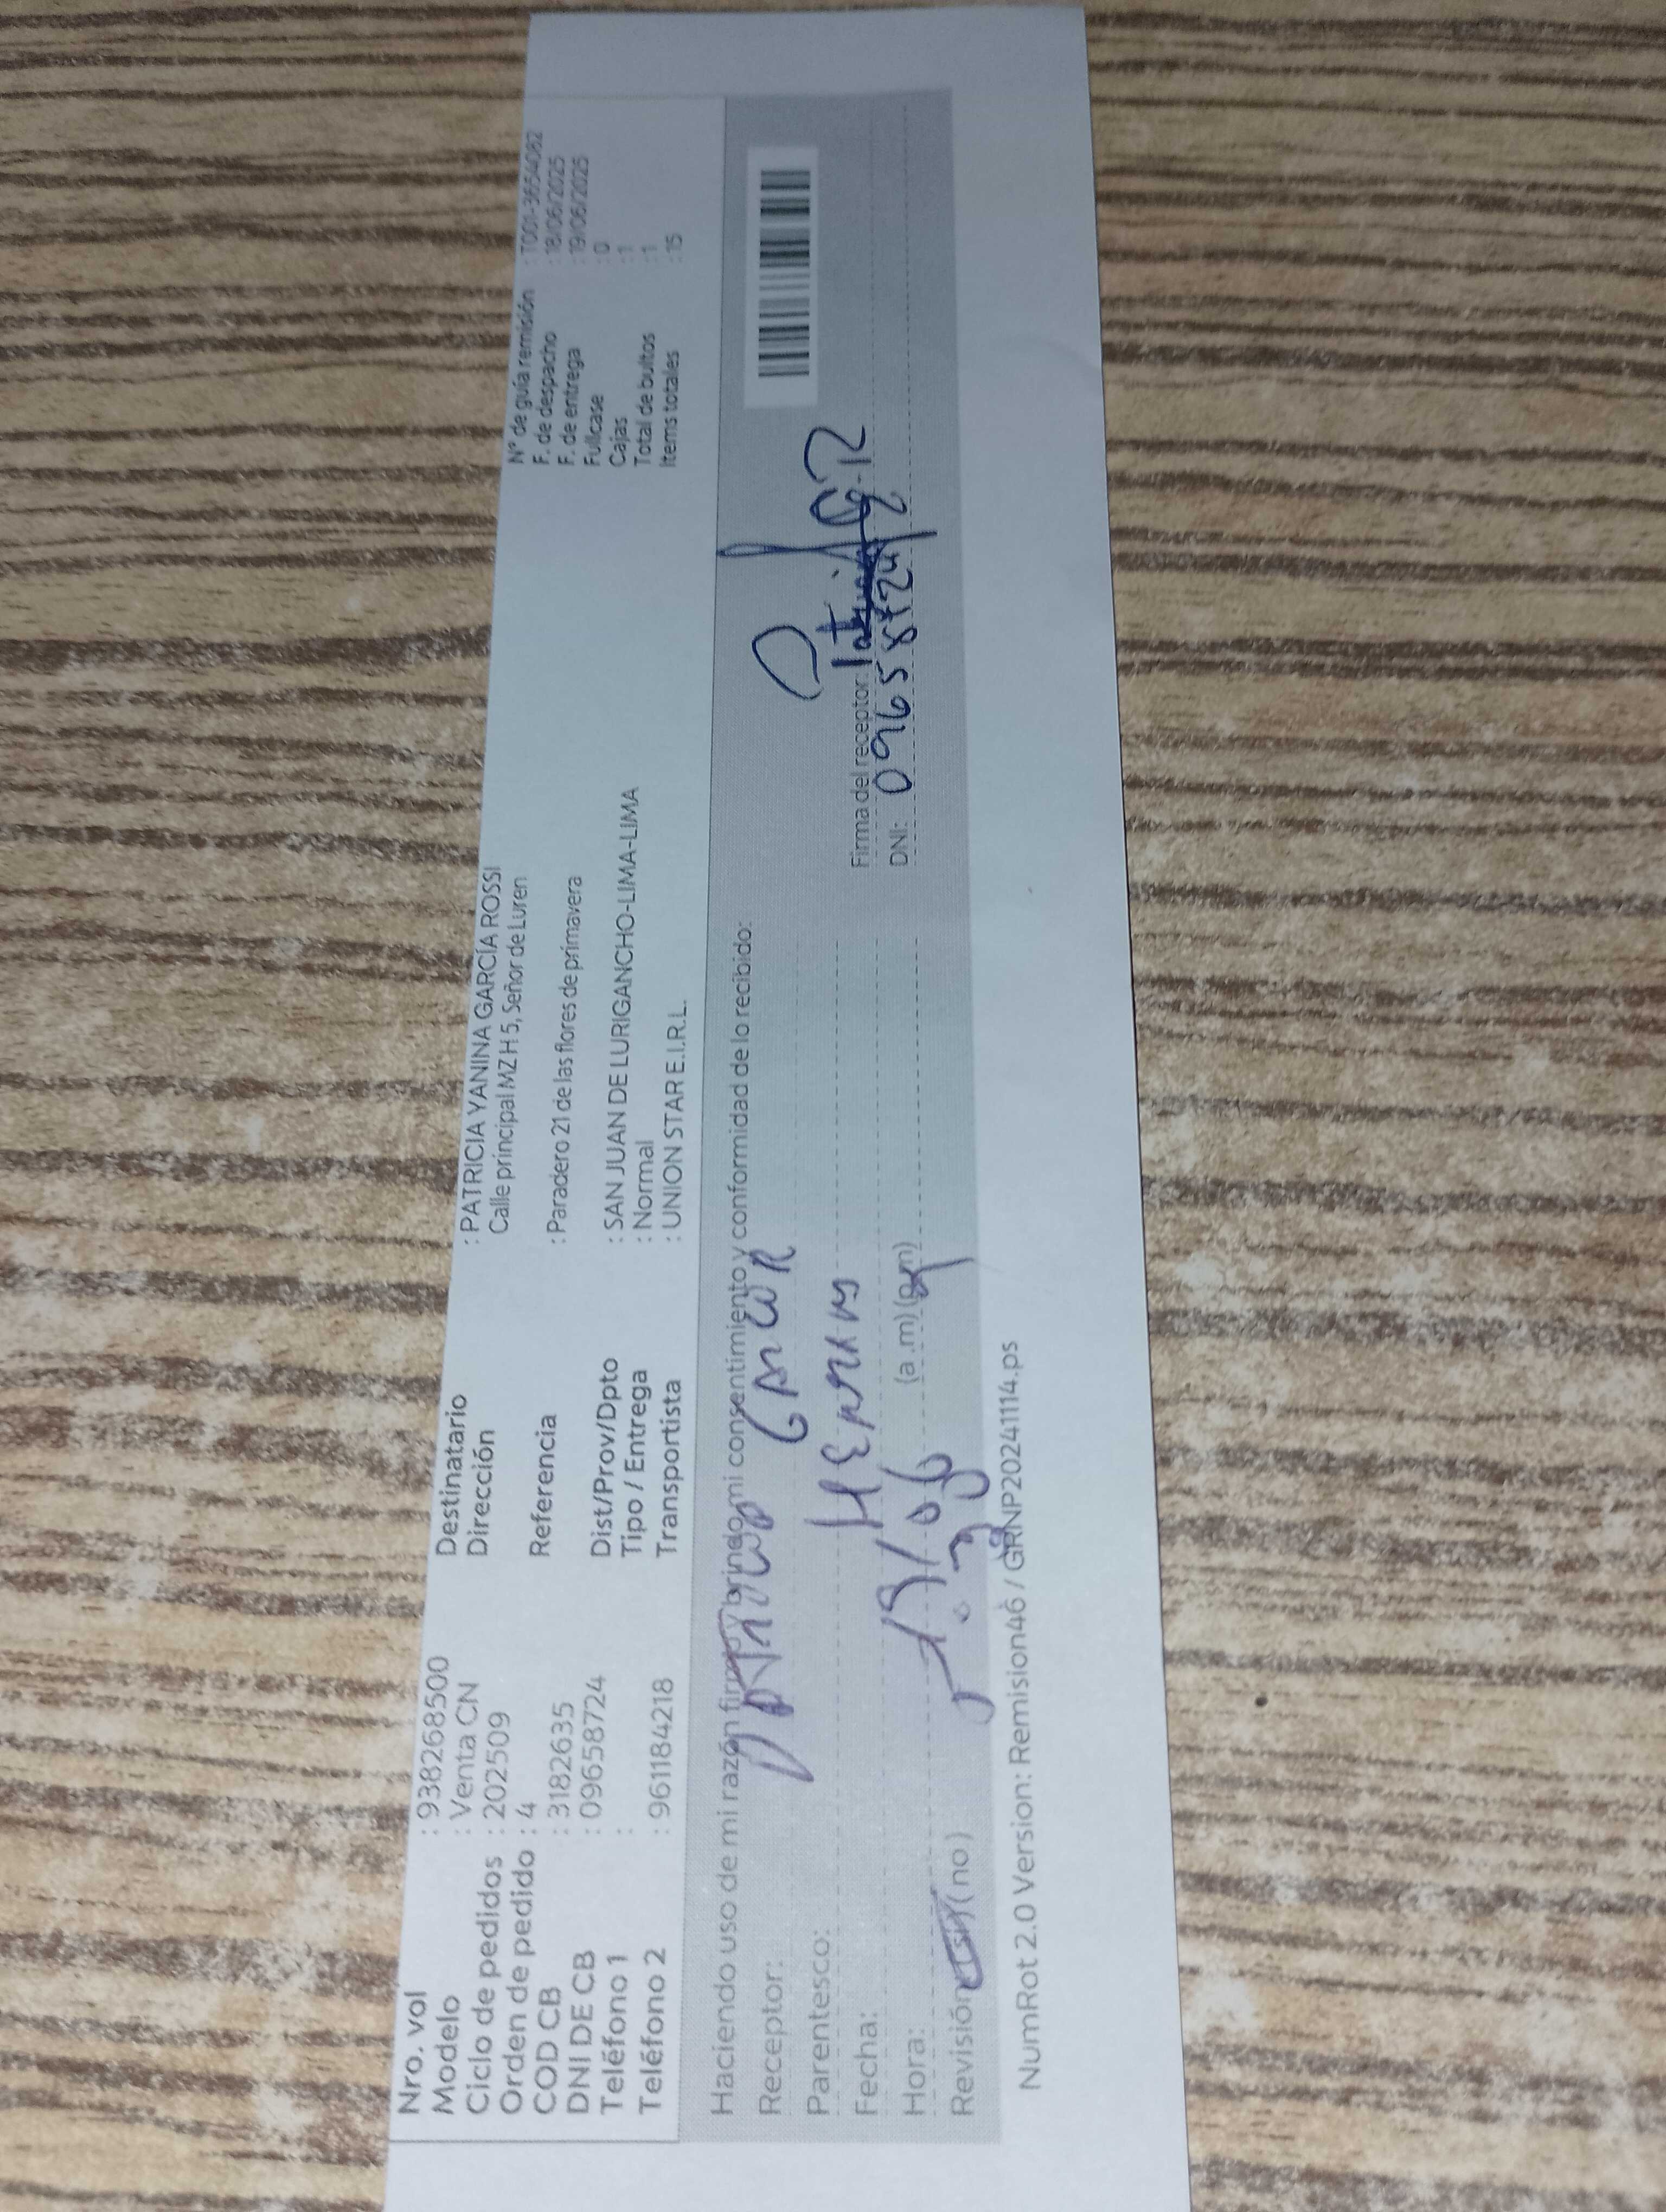 Nro. vol : 938268500
Modelo : Venta CN
Ciclo de pedidos : 202509
Orden de pedido : 4
COD CB : 3182635
DNI DE CB : 09658724
Teléfono 1 :
Teléfono 2 : 961184218
Destinatario : PATRICIA YANINA GARCÍA ROSSI
Dirección Calle principal MZ H 5, Señor de Luren
Referencia : Paradero 21 de las flores de primavera
Dist/Prov/Dpto : SAN JUAN DE LURIGANCHO-LIMA-LIMA
Tipo / Entrega : Normal
Transportista : UNION STAR E.I.R.L.
N° de guía remisión : T001-3654082
F. de despacho : 18/06/2025
F. de entrega : 19/06/2025
Fullcase : 0
Cajas : 1
Total de bultos : 1
Items totales : 15
Haciendo uso de mi razón firmo y brindo mi consentimiento y conformidad de lo recibido:
Receptor:
Parentesco:
Fecha:
Hora: (a.m) (pm)
Revisión (si) (no)
Firma del receptor:
DNI: 09658724
NumRot 2.0 Version: Remision46 / GRNP20241114.ps